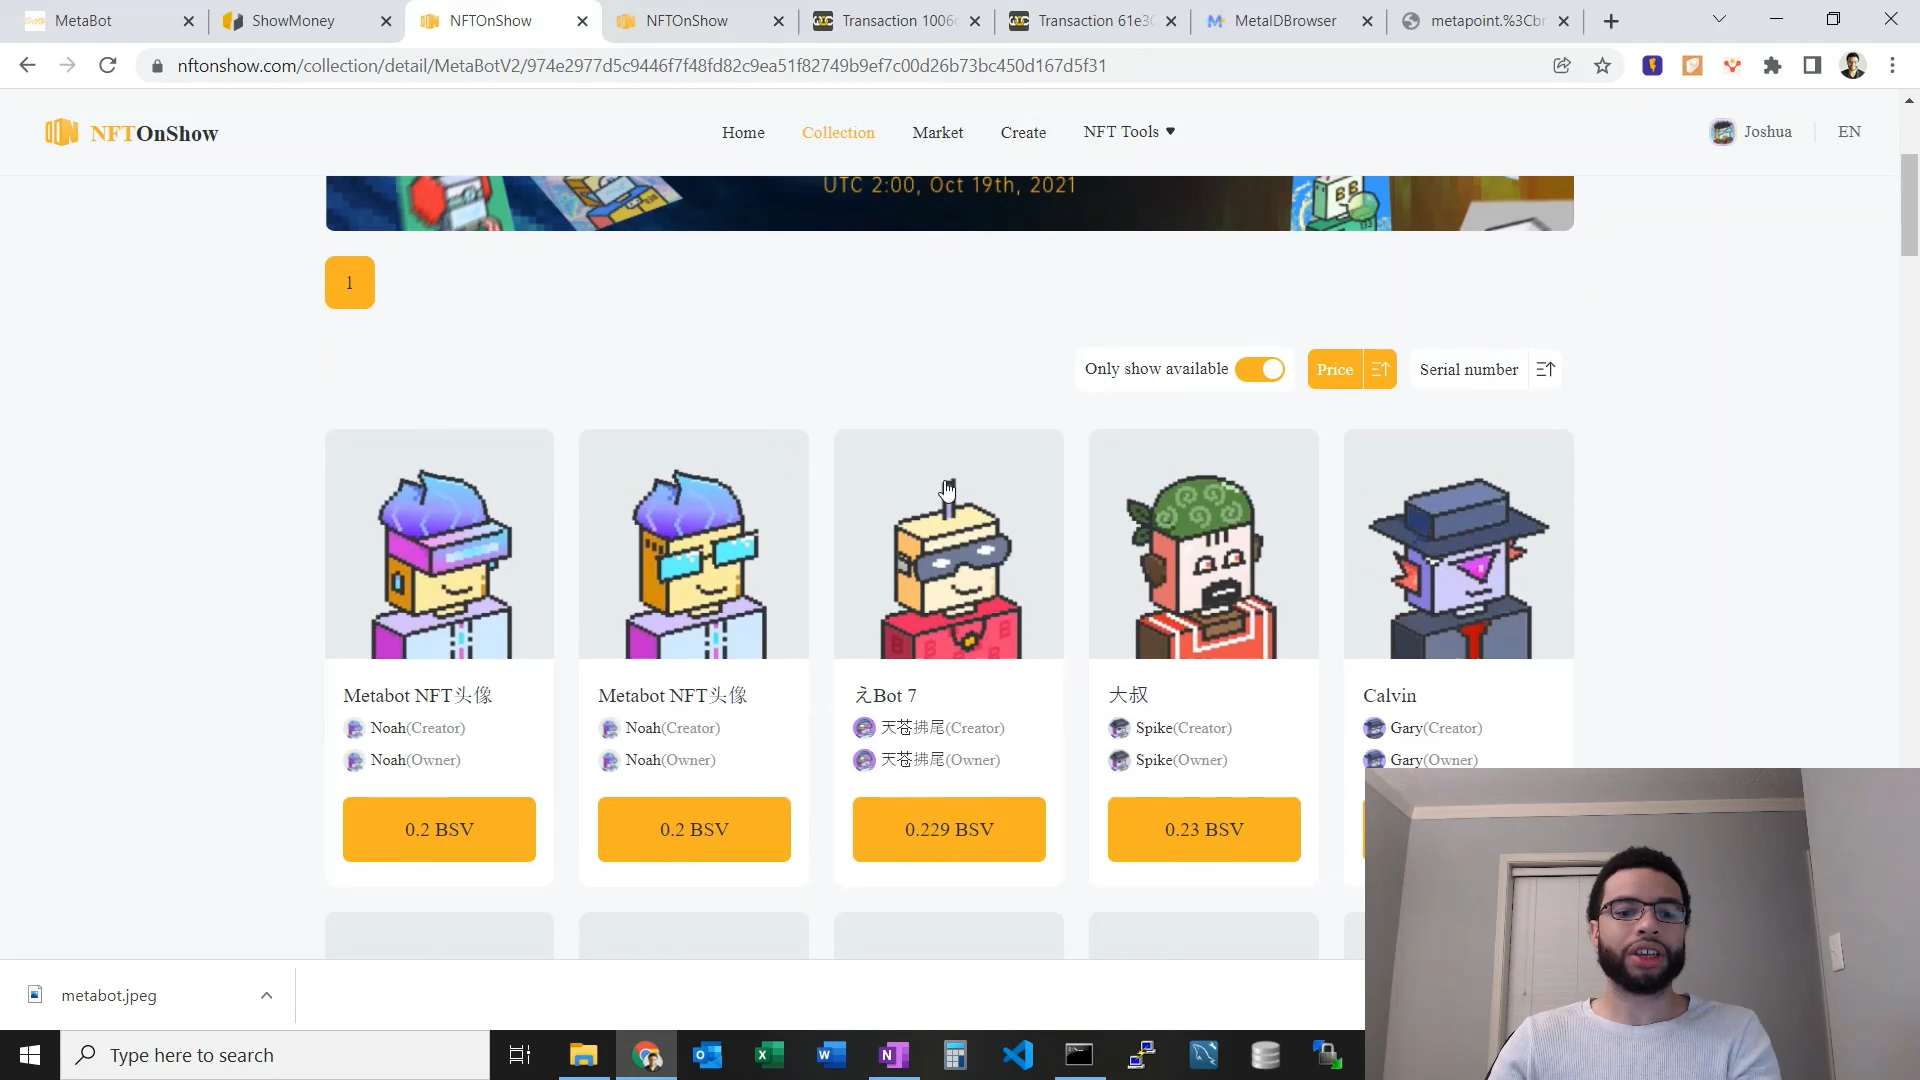 MetaBot
ShowMoney
NFTOnShow
NFTOnShow
Transaction 1006
Transaction 61e30
MetaIDBrowser
metapoint.%3Cbr
nftonshow.com/collection/detail/MetaBotV2/974e2977d5c9446f7f48fd82c9ea51f82749b9ef7c00d26b73bc450d167d5f31
NFTOnShow
Home
Collection
Market
Create
NFT Tools ▼
Joshua
EN
UTC 2:00, Oct 19th, 2021
1
Only show available
Price
Serial number
Metabot NFT头像
Noah(Creator)
Noah(Owner)
0.2 BSV
Metabot NFT头像
Noah(Creator)
Noah(Owner)
0.2 BSV
えBot 7
天苍拂尾(Creator)
天苍拂尾(Owner)
0.229 BSV
大叔
Spike(Creator)
Spike(Owner)
0.23 BSV
Calvin
Gary(Creator)
Gary(Owner)
metabot.jpeg
Type here to search